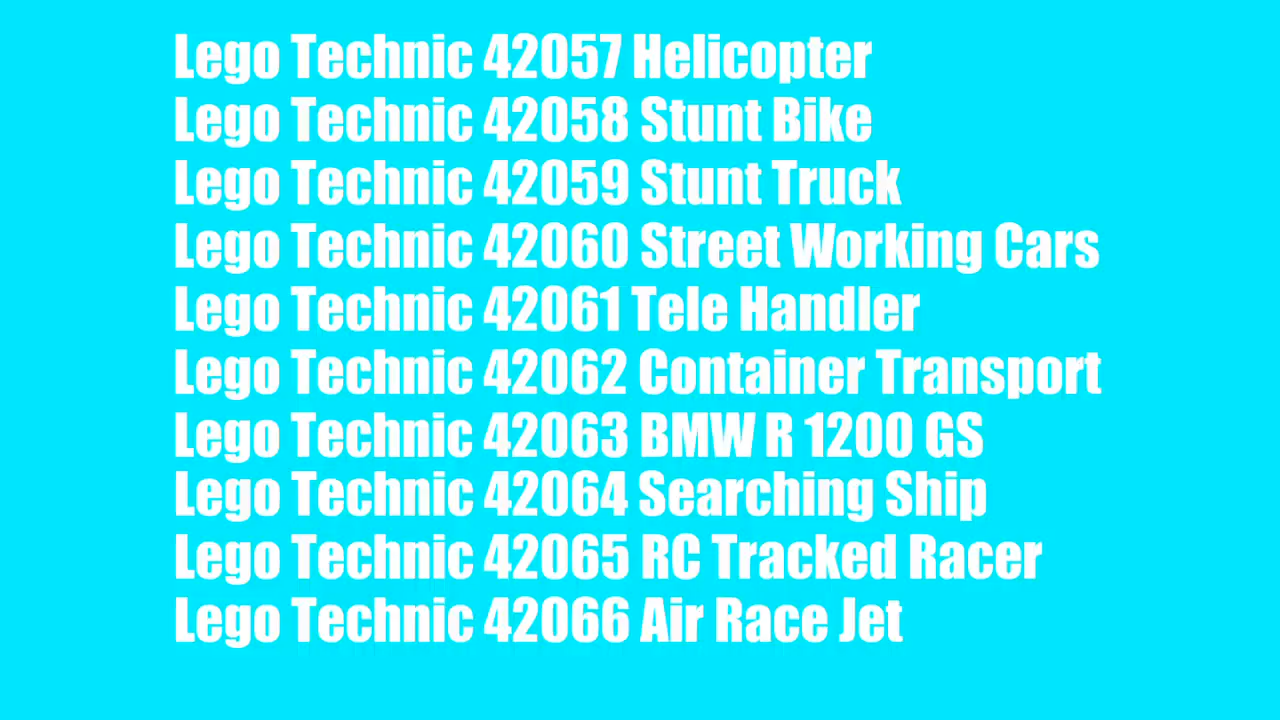 Lego Technic 42057 Helicopter
Lego Technic 42058 Stunt Bike
Lego Technic 42059 Stunt Truck
Lego Technic 42060 Street Working Cars
Lego Technic 42061 Tele Handler
Lego Technic 42062 Container Transport
Lego Technic 42063 BMW R 1200 GS
Lego Technic 42064 Searching Ship
Lego Technic 42065 RC Tracked Racer
Lego Technic 42066 Air Race Jet